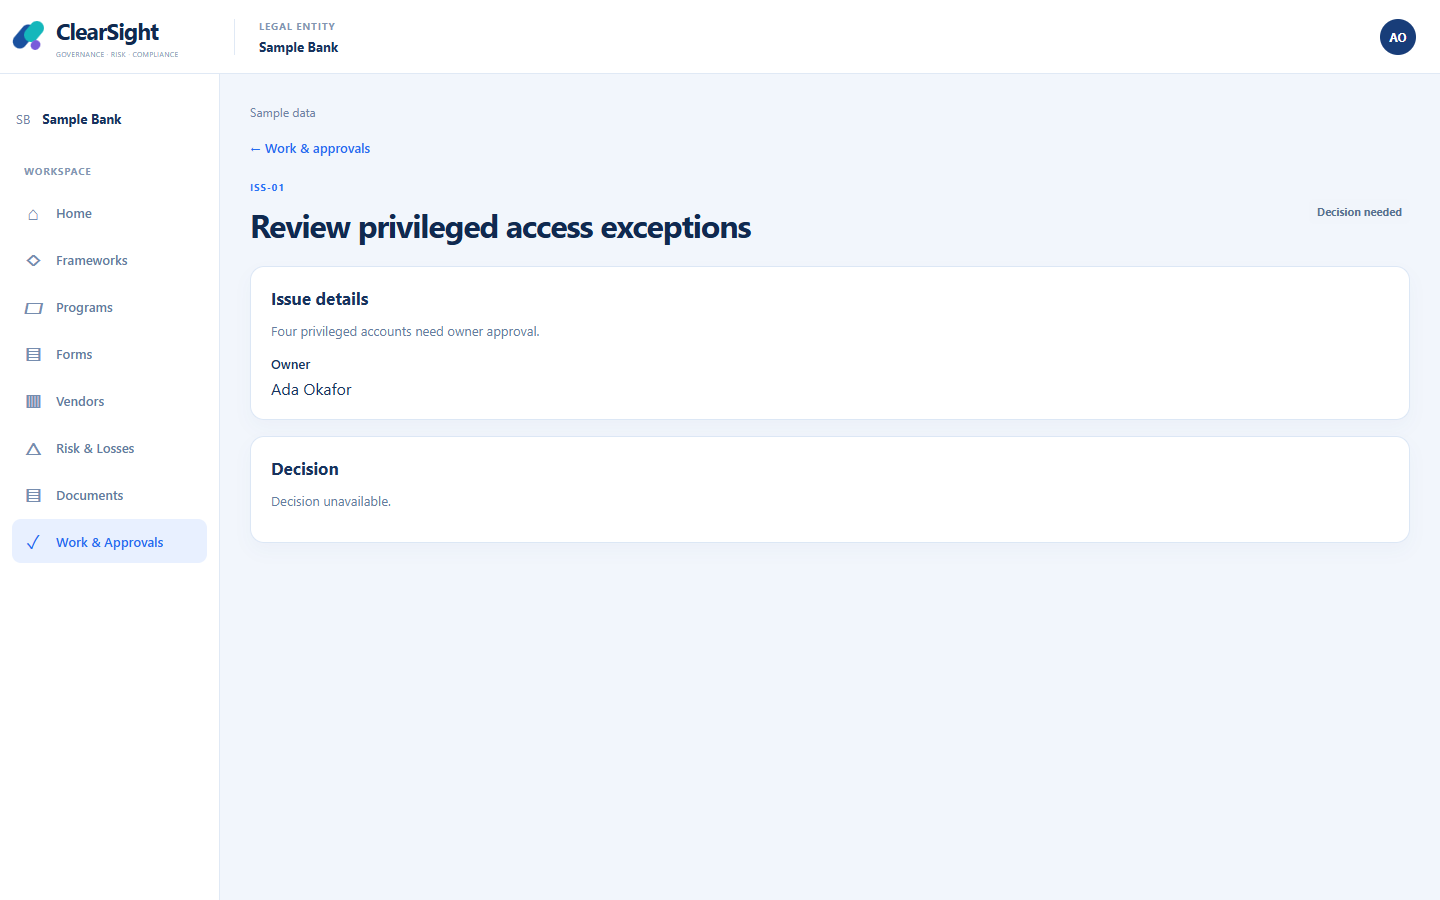 ClearSight
GOVERNANCE · RISK · COMPLIANCE
LEGAL ENTITY
Sample Bank
AO
SB Sample Bank
WORKSPACE
Home
Frameworks
Programs
Forms
Vendors
Risk & Losses
Documents
Work & Approvals
Sample data
← Work & approvals
ISS-01
Review privileged access exceptions
Decision needed
Issue details
Four privileged accounts need owner approval.
Owner
Ada Okafor
Decision
Decision unavailable.